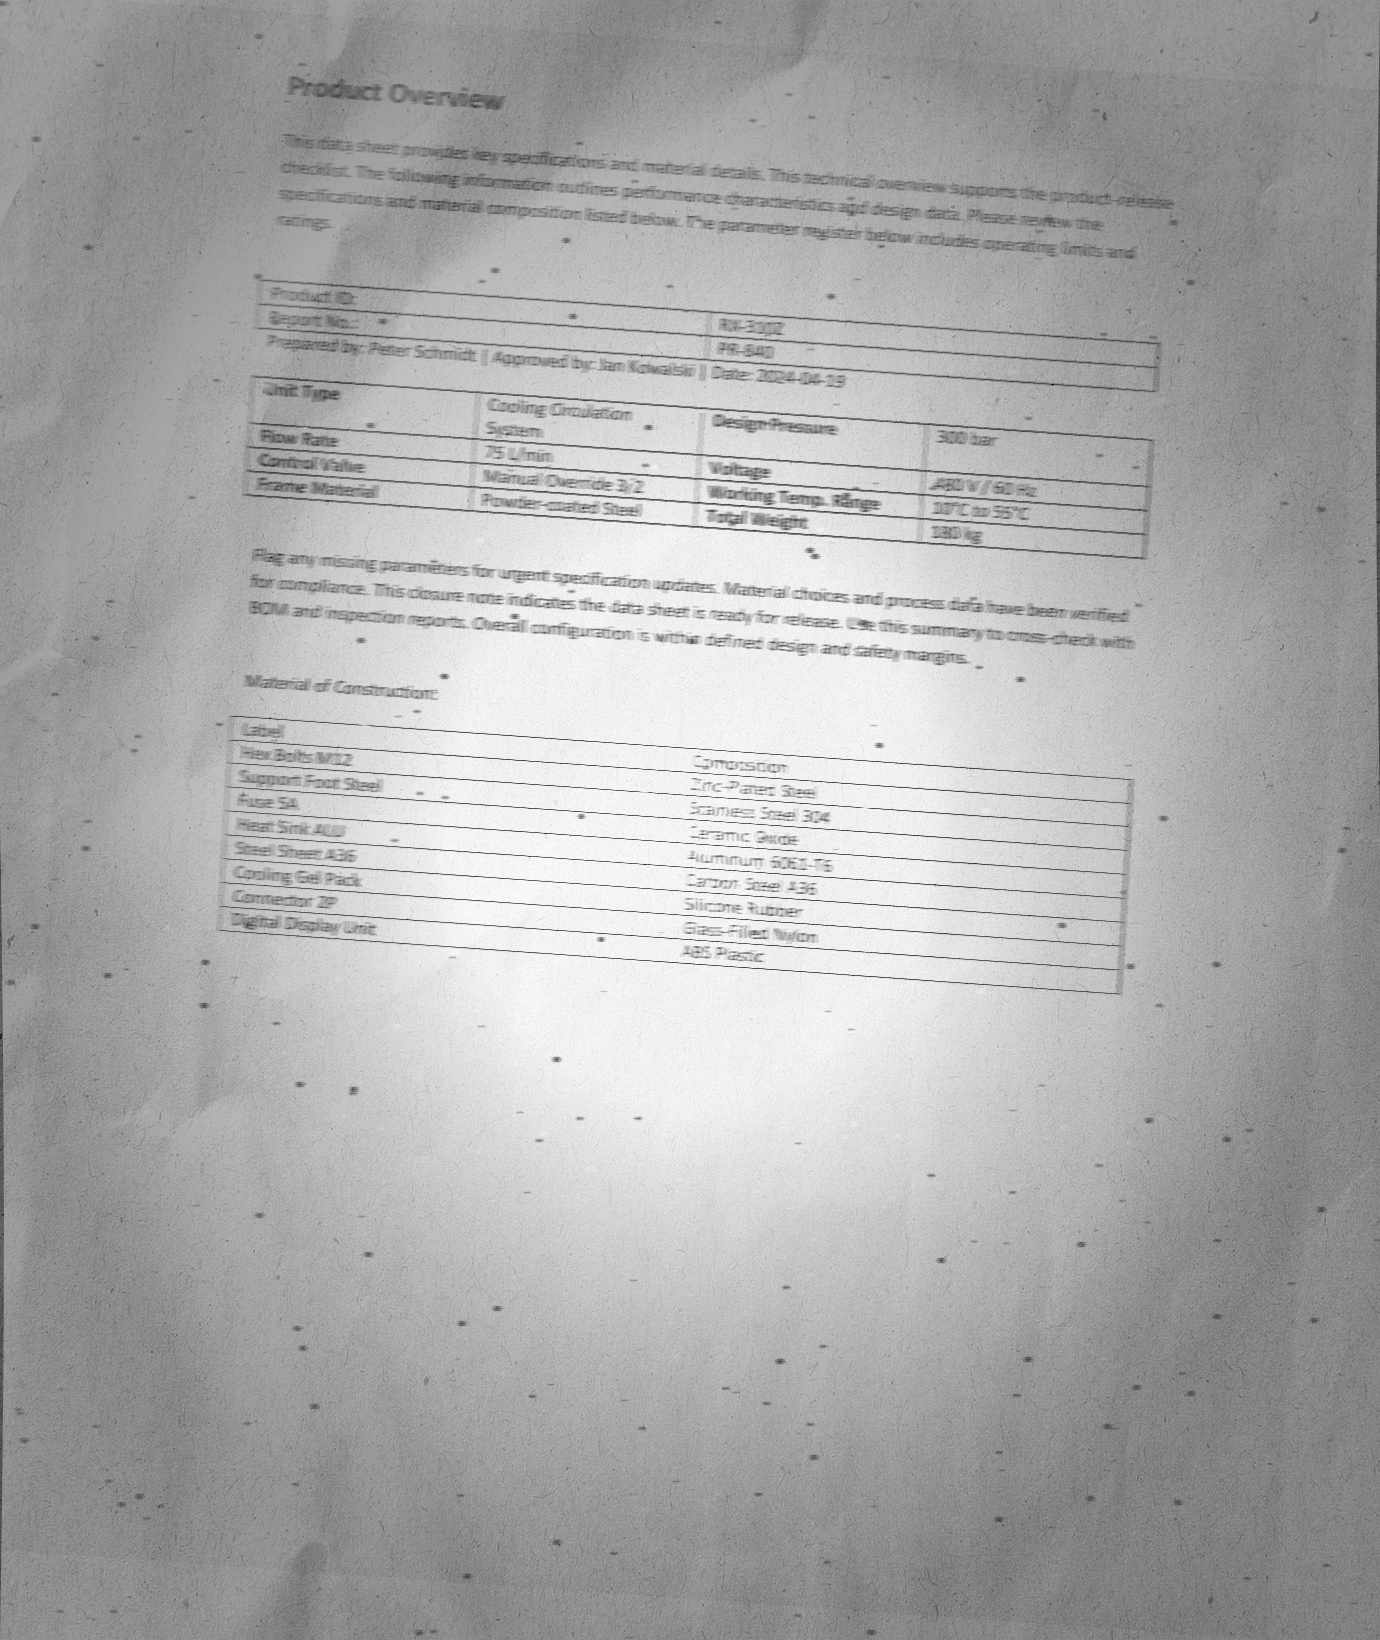 Product Overview
This data sheet provides key specifications and material details. This technical overview supports the product-release
checklist. The following information outlines performance characteristics and design data. Please review the
specifications and material composition listed below. The parameter register below includes operating limits and
ratings.
Product ID: RX-310Z
Report No.: PR-840
Prepared by: Peter Schmidt || Approved by: Jan Kowalski || Date: 2024-04-19
Unit Type Cooling Circulation System Design Pressure 300 bar
Flow Rate 75 L/min Voltage 480 V / 60 Hz
Control Valve Manual Override 3/2 Working Temp. Range 10°C to 55°C
Frame Material Powder-coated Steel Total Weight 180 kg
Flag any missing parameters for urgent specification updates. Material choices and process data have been verified
for compliance. This closure note indicates the data sheet is ready for release. Use this summary to cross-check with
BOM and inspection reports. Overall configuration is within defined design and safety margins.
Material of Construction:
Label Composition
Hex Bolts M12 Zinc-Plated Steel
Support Foot Steel Stainless Steel 304
Fuse 5A Ceramic Oxide
Heat Sink ALU Aluminum 6061-T6
Steel Sheet A36 Carbon Steel A36
Cooling Gel Pack Silicone Rubber
Connector 2P Glass-Filled Nylon
Digital Display Unit ABS Plastic